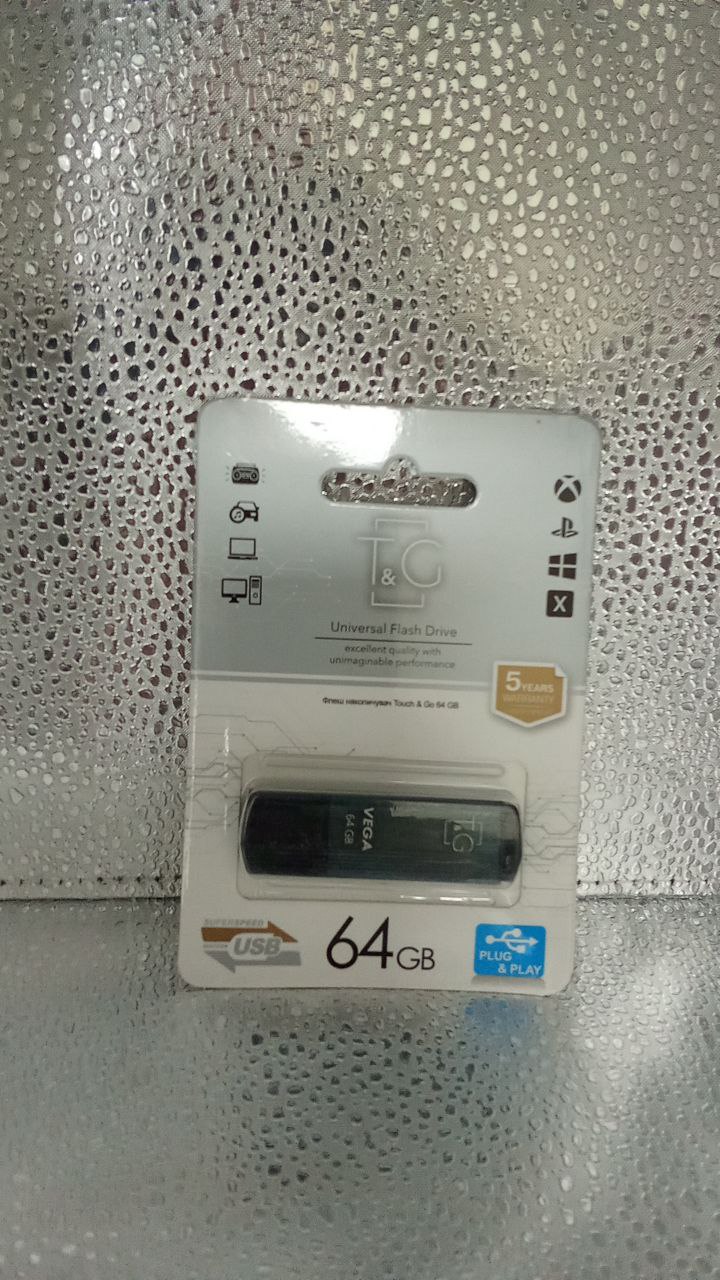 T&G
Universal Flash Drive
excellent quality with
unimaginable performance
5 YEARS
WARRANTY
Флеш накопичувач Touch & Go 64 GB
VEGA
64 GB
T&G
SUPERSPEED
USB
64GB
PLUG
& PLAY
X